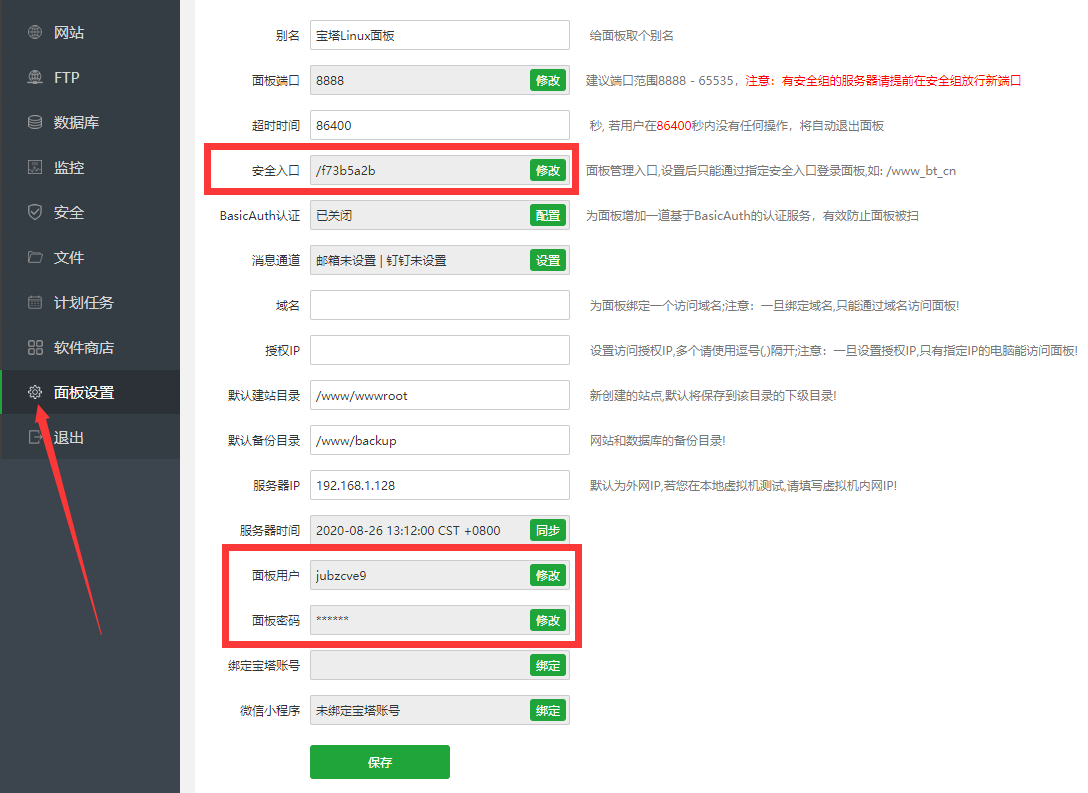 网站
FTP
数据库
监控
安全
文件
计划任务
软件商店
面板设置
退出
别名 宝塔Linux面板 给面板取个别名
面板端口 8888 修改 建议端口范围8888 - 65535，注意：有安全组的服务器请提前在安全组放行新端口
超时时间 86400 秒, 若用户在86400秒内没有任何操作，将自动退出面板
安全入口 /f73b5a2b 修改 面板管理入口,设置后只能通过指定安全入口登录面板,如: /www_bt_cn
BasicAuth认证 已关闭 配置 为面板增加一道基于BasicAuth的认证服务，有效防止面板被扫
消息通道 邮箱未设置 | 钉钉未设置 设置
域名 为面板绑定一个访问域名;注意：一旦绑定域名,只能通过域名访问面板!
授权IP 设置访问授权IP,多个请使用逗号(,)隔开;注意：一旦设置授权IP,只有指定IP的电脑能访问面板!
默认建站目录 /www/wwwroot 新创建的站点,默认将保存到该目录的下级目录!
默认备份目录 /www/backup 网站和数据库的备份目录!
服务器IP 192.168.1.128 默认为外网IP,若您在本地虚拟机测试,请填写虚拟机内网IP!
服务器时间 2020-08-26 13:12:00 CST +0800 同步
面板用户 jubzcve9 修改
面板密码 ****** 修改
绑定宝塔账号 绑定
微信小程序 未绑定宝塔账号 绑定
保存